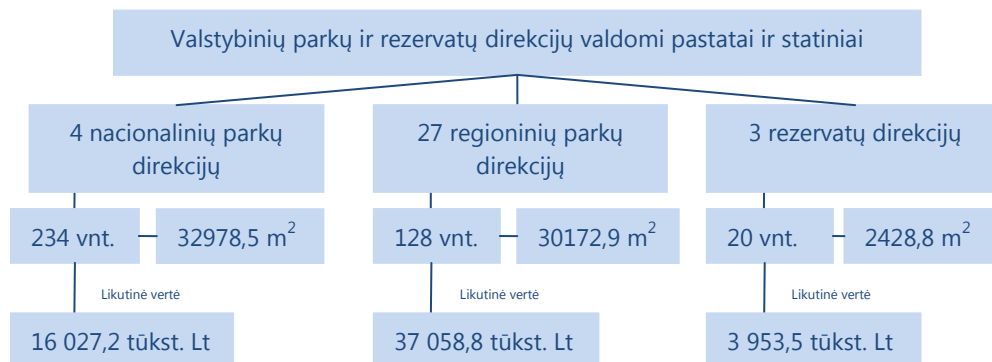 Valstybinių parkų ir rezervatų direkcijų valdomi pastatai ir statiniai
4 nacionalinių parkų
direkcijų
27 regioninių parkų
direkcijų
3 rezervatų direkcijų
234 vnt.
32978,5 m²
128 vnt.
30172,9 m²
20 vnt.
2428,8 m²
Likutinė vertė
Likutinė vertė
Likutinė vertė
16 027,2 tūkst. Lt
37 058,8 tūkst. Lt
3 953,5 tūkst. Lt